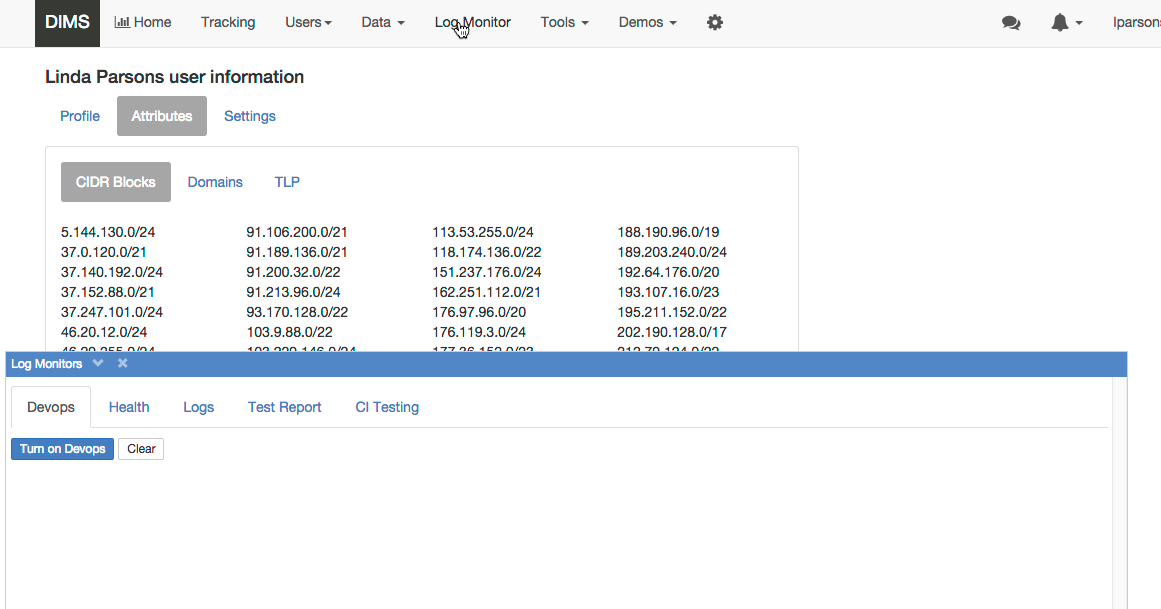 DIMS Home Tracking Users Data Log Monitor Tools Demos lparsons
Linda Parsons user information
Profile Attributes Settings
CIDR Blocks Domains TLP
5.144.130.0/24 91.106.200.0/21 113.53.255.0/24 188.190.96.0/19
37.0.120.0/21 91.189.136.0/21 118.174.136.0/22 189.203.240.0/24
37.140.192.0/24 91.200.32.0/22 151.237.176.0/24 192.64.176.0/20
37.152.88.0/21 91.213.96.0/24 162.251.112.0/21 193.107.16.0/23
37.247.101.0/24 93.170.128.0/22 176.97.96.0/20 195.211.152.0/22
46.20.12.0/24 103.9.88.0/22 176.119.3.0/24 202.190.128.0/17
Log Monitors
Devops Health Logs Test Report CI Testing
Turn on Devops Clear